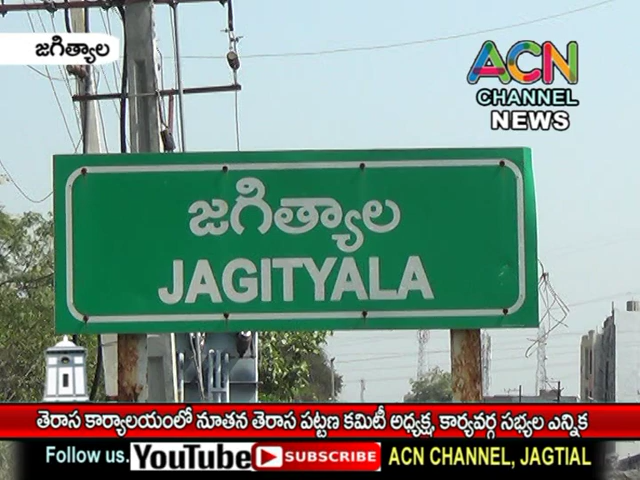 జగిత్యాల
ACN
CHANNEL
NEWS
జగిత్యాల
JAGITYALA
తెరాస కార్యాలయంలో నూతన తెరాస పట్టణ కమిటీ అధ్యక్ష, కార్యవర్గ సభ్యుల ఎన్నిక
Follow us. YouTube SUBSCRIBE ACN CHANNEL, JAGTIAL